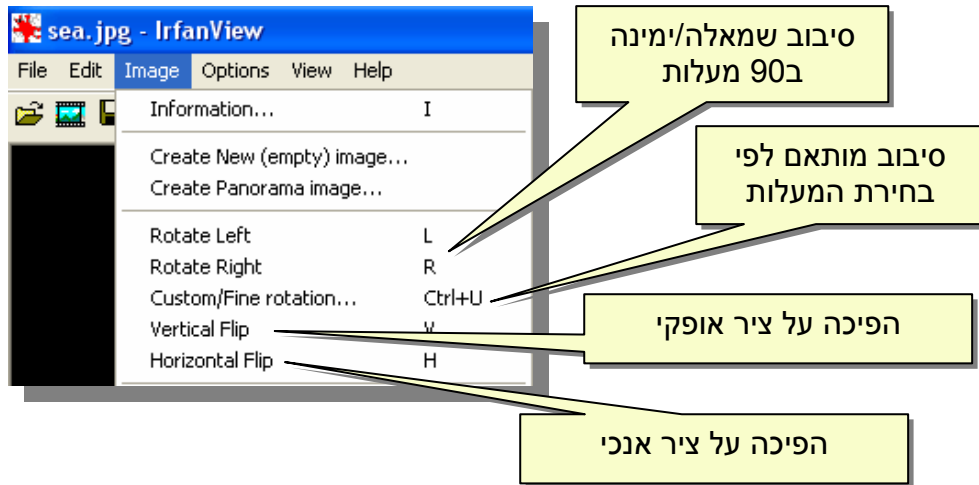 sea.jpg - IrfanView
File Edit Image Options View Help
Information... I
Create New (empty) image...
Create Panorama image...
Rotate Left L
Rotate Right R
Custom/Fine rotation... Ctrl+U
Vertical Flip V
Horizontal Flip H
סיבוב שמאלה/ימינה
ב90 מעלות
סיבוב מותאם לפי
בחירת המעלות
הפיכה על ציר אופקי
הפיכה על ציר אנכי